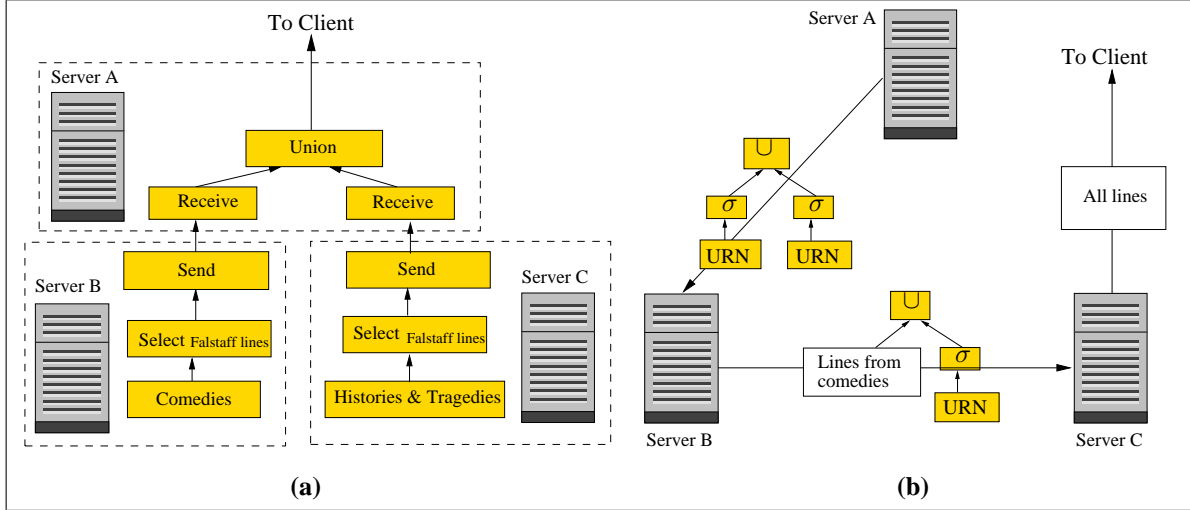 To Client
Server A
Union
Receive
Receive
Send
Server B
Select Falstaff lines
Comedies
Send
Server C
Select Falstaff lines
Histories & Tragedies
(a)
Server A
To Client
∪
σ
σ
URN
URN
All lines
∪
Lines from
comedies
σ
URN
Server B
Server C
(b)